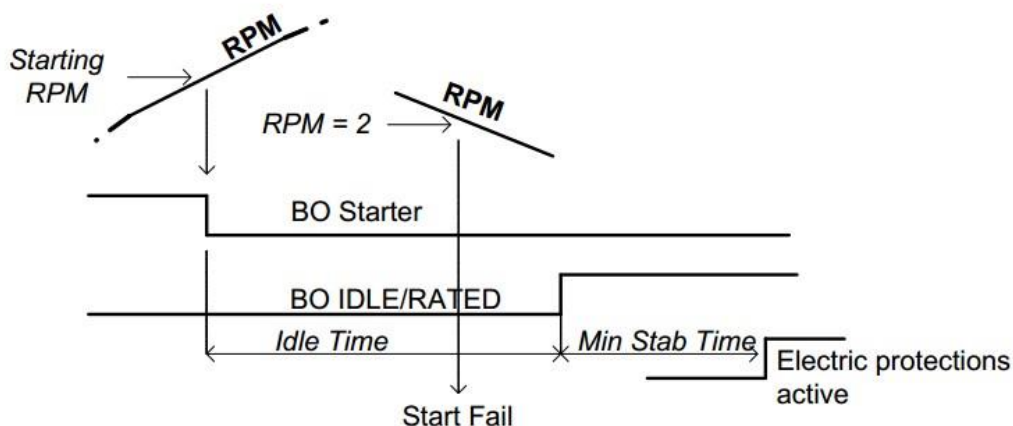 RPM
Starting
RPM
RPM
RPM = 2
BO Starter
BO IDLE/RATED
Idle Time
Min Stab Time
Electric protections
active
Start Fail